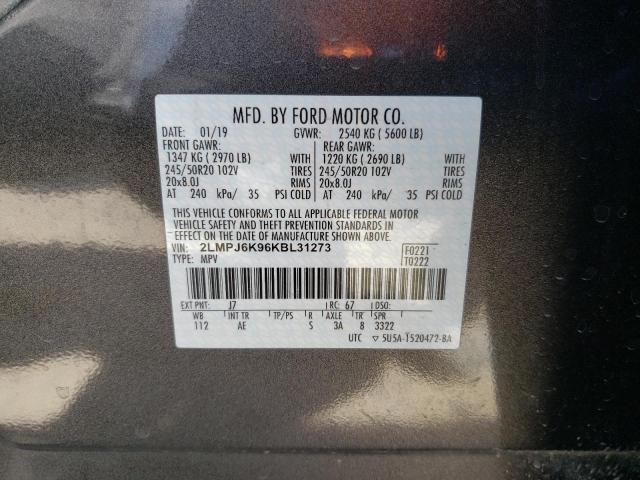 MFD. BY FORD MOTOR CO.
DATE: 01/19 GVWR: 2540 KG ( 5600 LB)
FRONT GAWR: REAR GAWR:
1347 KG ( 2970 LB) WITH 1220 KG ( 2690 LB) WITH
245/50R20 102V TIRES 245/50R20 102V TIRES
20x8.0J RIMS 20x8.0J RIMS
AT 240 kPa/ 35 PSI COLD AT 240 kPa/ 35 PSI COLD
THIS VEHICLE CONFORMS TO ALL APPLICABLE FEDERAL MOTOR
VEHICLE SAFETY AND THEFT PREVENTION STANDARDS
IN EFFECT ON THE DATE OF MANUFACTURE SHOWN ABOVE.
VIN: 2LMPJ6K96KBL31273 F0221
TYPE: MPV T0222
EXT PNT: J7 RC: 67 DSO:
WB INT TR TP/PS R AXLE TR SPR
112 AE S 3A 8 3322
UTC ▽ 5U5A-1520472-BA